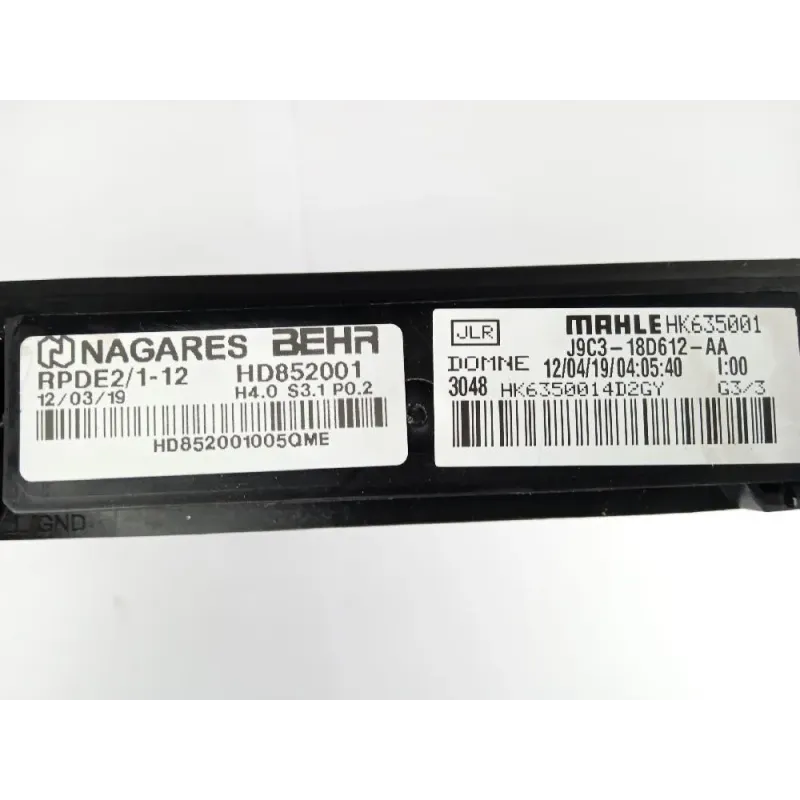 NAGARES BEHR
RPDE2/1-12 HD852001
12/03/19 H4.0 S3.1 P0.2
HD852001005QME
JLR MAHLE HK635001
J9C3-18D612-AA
DOMNE 12/04/19/04:05:40 I:00
3048 HK6350014D2GY G3/3
GND